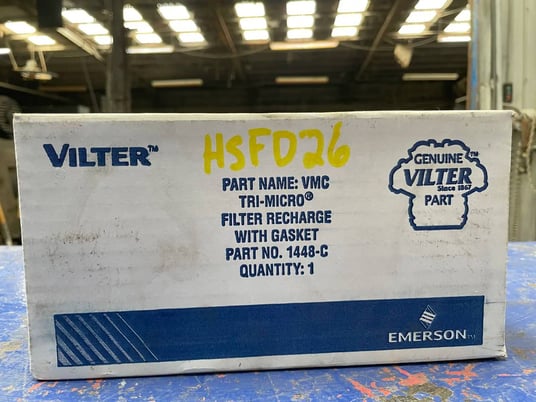 VILTER™
HSFD26
PART NAME: VMC
TRI-MICRO®
FILTER RECHARGE
WITH GASKET
PART NO. 1448-C
QUANTITY: 1
GENUINE™
VILTER
Since 1867
PART
EMERSON™